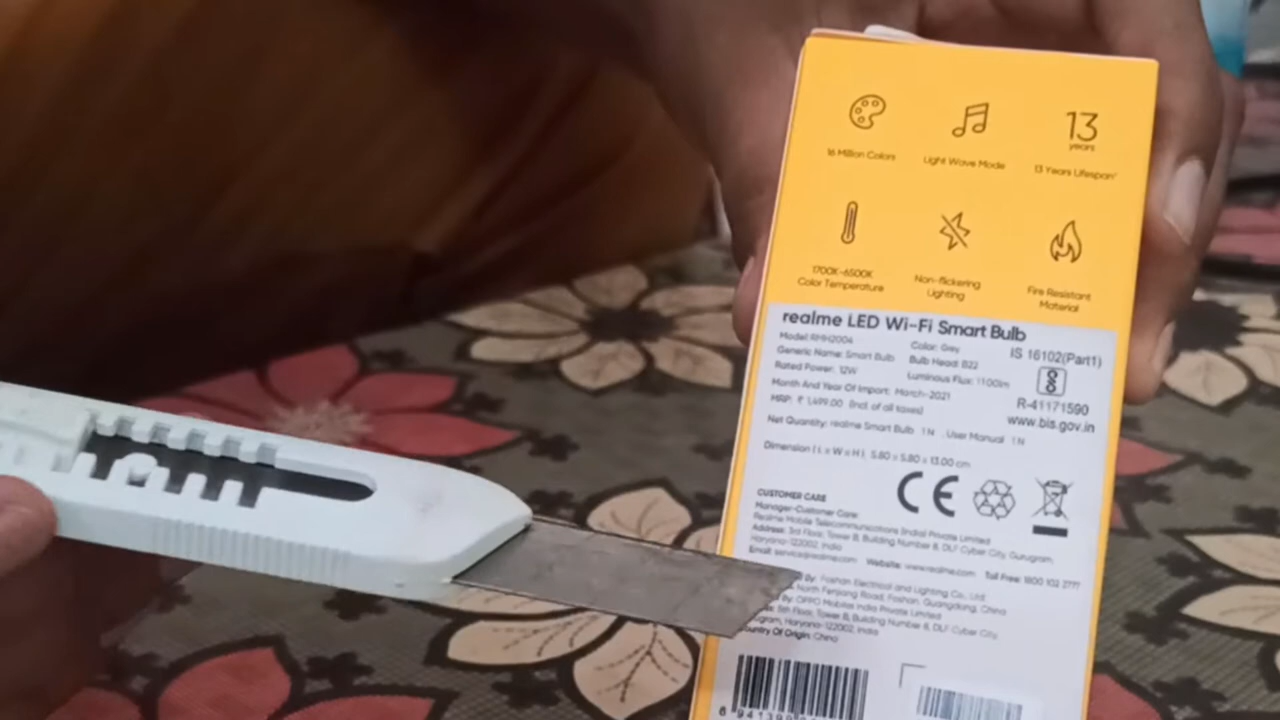 13
years
16 Million Colors
Light Wave Mode
13 Years Lifespan*
1700K-6500K
Color Temperature
Non-flickering
Lighting
Fire Resistant
Material
realme LED Wi-Fi Smart Bulb
Model: RMH2004
Color: Grey
Generic Name: Smart Bulb
Bulb Head: B22
Rated Power: 12W
Luminous Flux: 1100lm
Month And Year Of Import: March-2021
MRP: ₹ 1,499.00 (Incl. of all taxes)
Net Quantity: realme Smart Bulb 1 N , User Manual 1 N
Dimension ( L x W x H ), 5.80 x 5.80 x 13.00 cm
IS 16102(Part1)
R-41171590
www.bis.gov.in
CE
CUSTOMER CARE
Manager-Customer Care:
Realme Mobile Telecommunications (India) Private Limited
Address: 3rd Floor, Tower B, Building Number 8, DLF Cyber City, Gurugram,
Haryana-122002, India
Email: service@realme.com Website: www.realme.com Toll Free: 1800 102 2777
By: Foshan Electrical and Lighting Co., Ltd.
North Fenjiang Road, Foshan, Guangdong, China
By: OPPO Mobiles India Private Limited
5th Floor, Tower B, Building Number 8, DLF Cyber City,
Haryana-122002, India
Country Of Origin: China